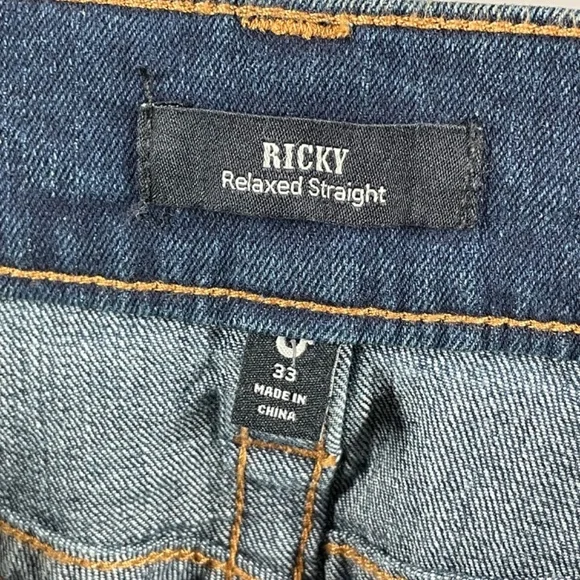 RICKY
Relaxed Straight
33
MADE IN
CHINA